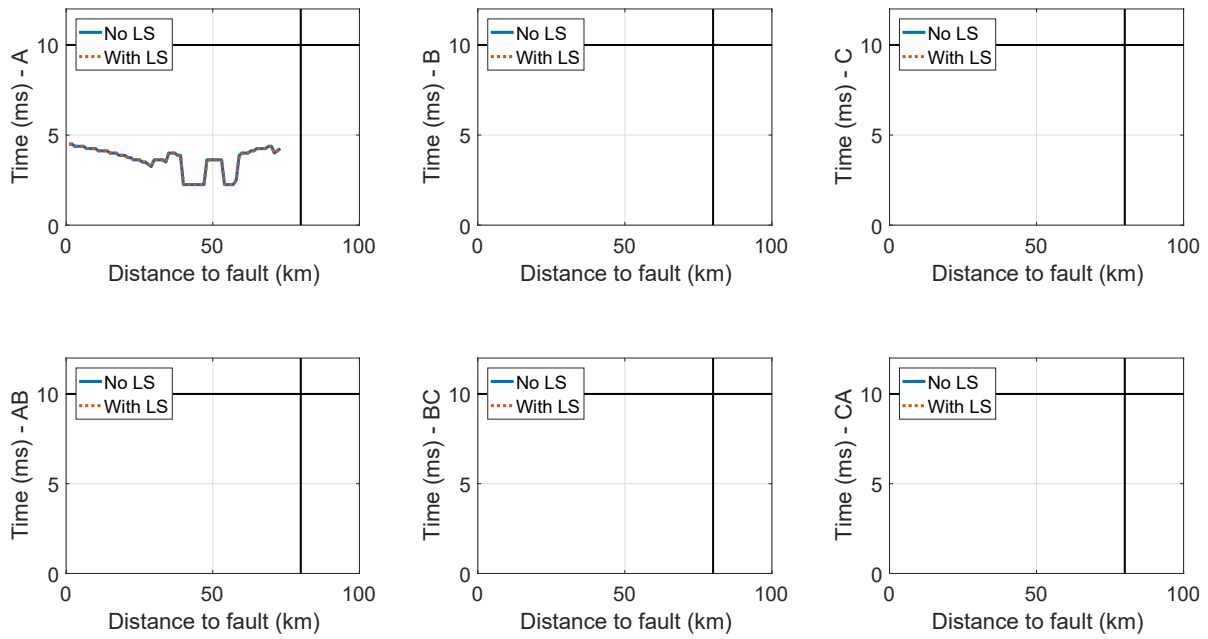 Time (ms) - A
10
5
0
No LS
With LS
0
50
100
Distance to fault (km)
Time (ms) - B
10
5
0
No LS
With LS
0
50
100
Distance to fault (km)
Time (ms) - C
10
5
0
No LS
With LS
0
50
100
Distance to fault (km)
Time (ms) - AB
10
5
0
No LS
With LS
0
50
100
Distance to fault (km)
Time (ms) - BC
10
5
0
No LS
With LS
0
50
100
Distance to fault (km)
Time (ms) - CA
10
5
0
No LS
With LS
0
50
100
Distance to fault (km)